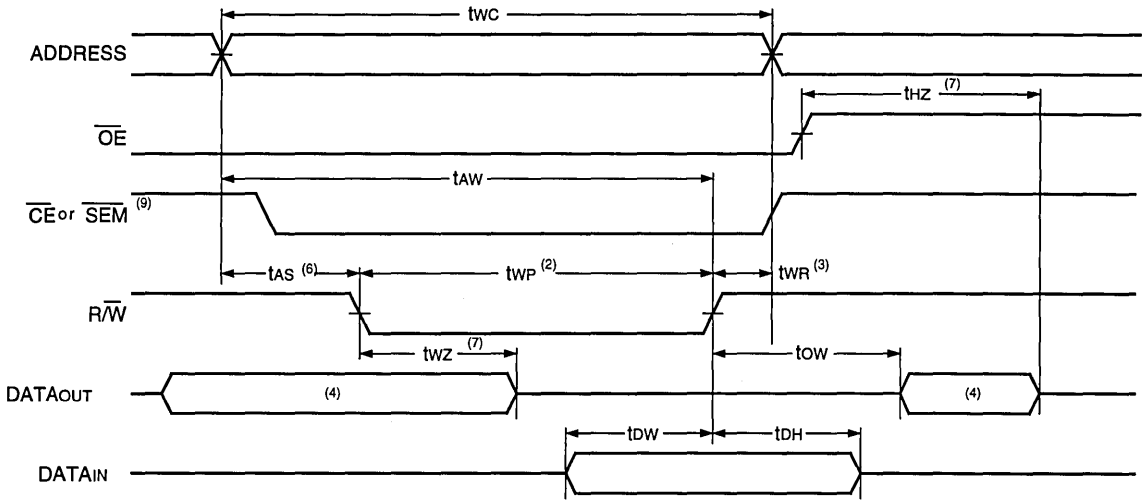 tWC
ADDRESS
tHZ (7)
OE
tAW
CE or SEM (9)
tAS (6) tWP (2) tWR (3)
R/W
tWZ (7) tOW
DATAOUT (4) (4)
tDW tDH
DATAIN